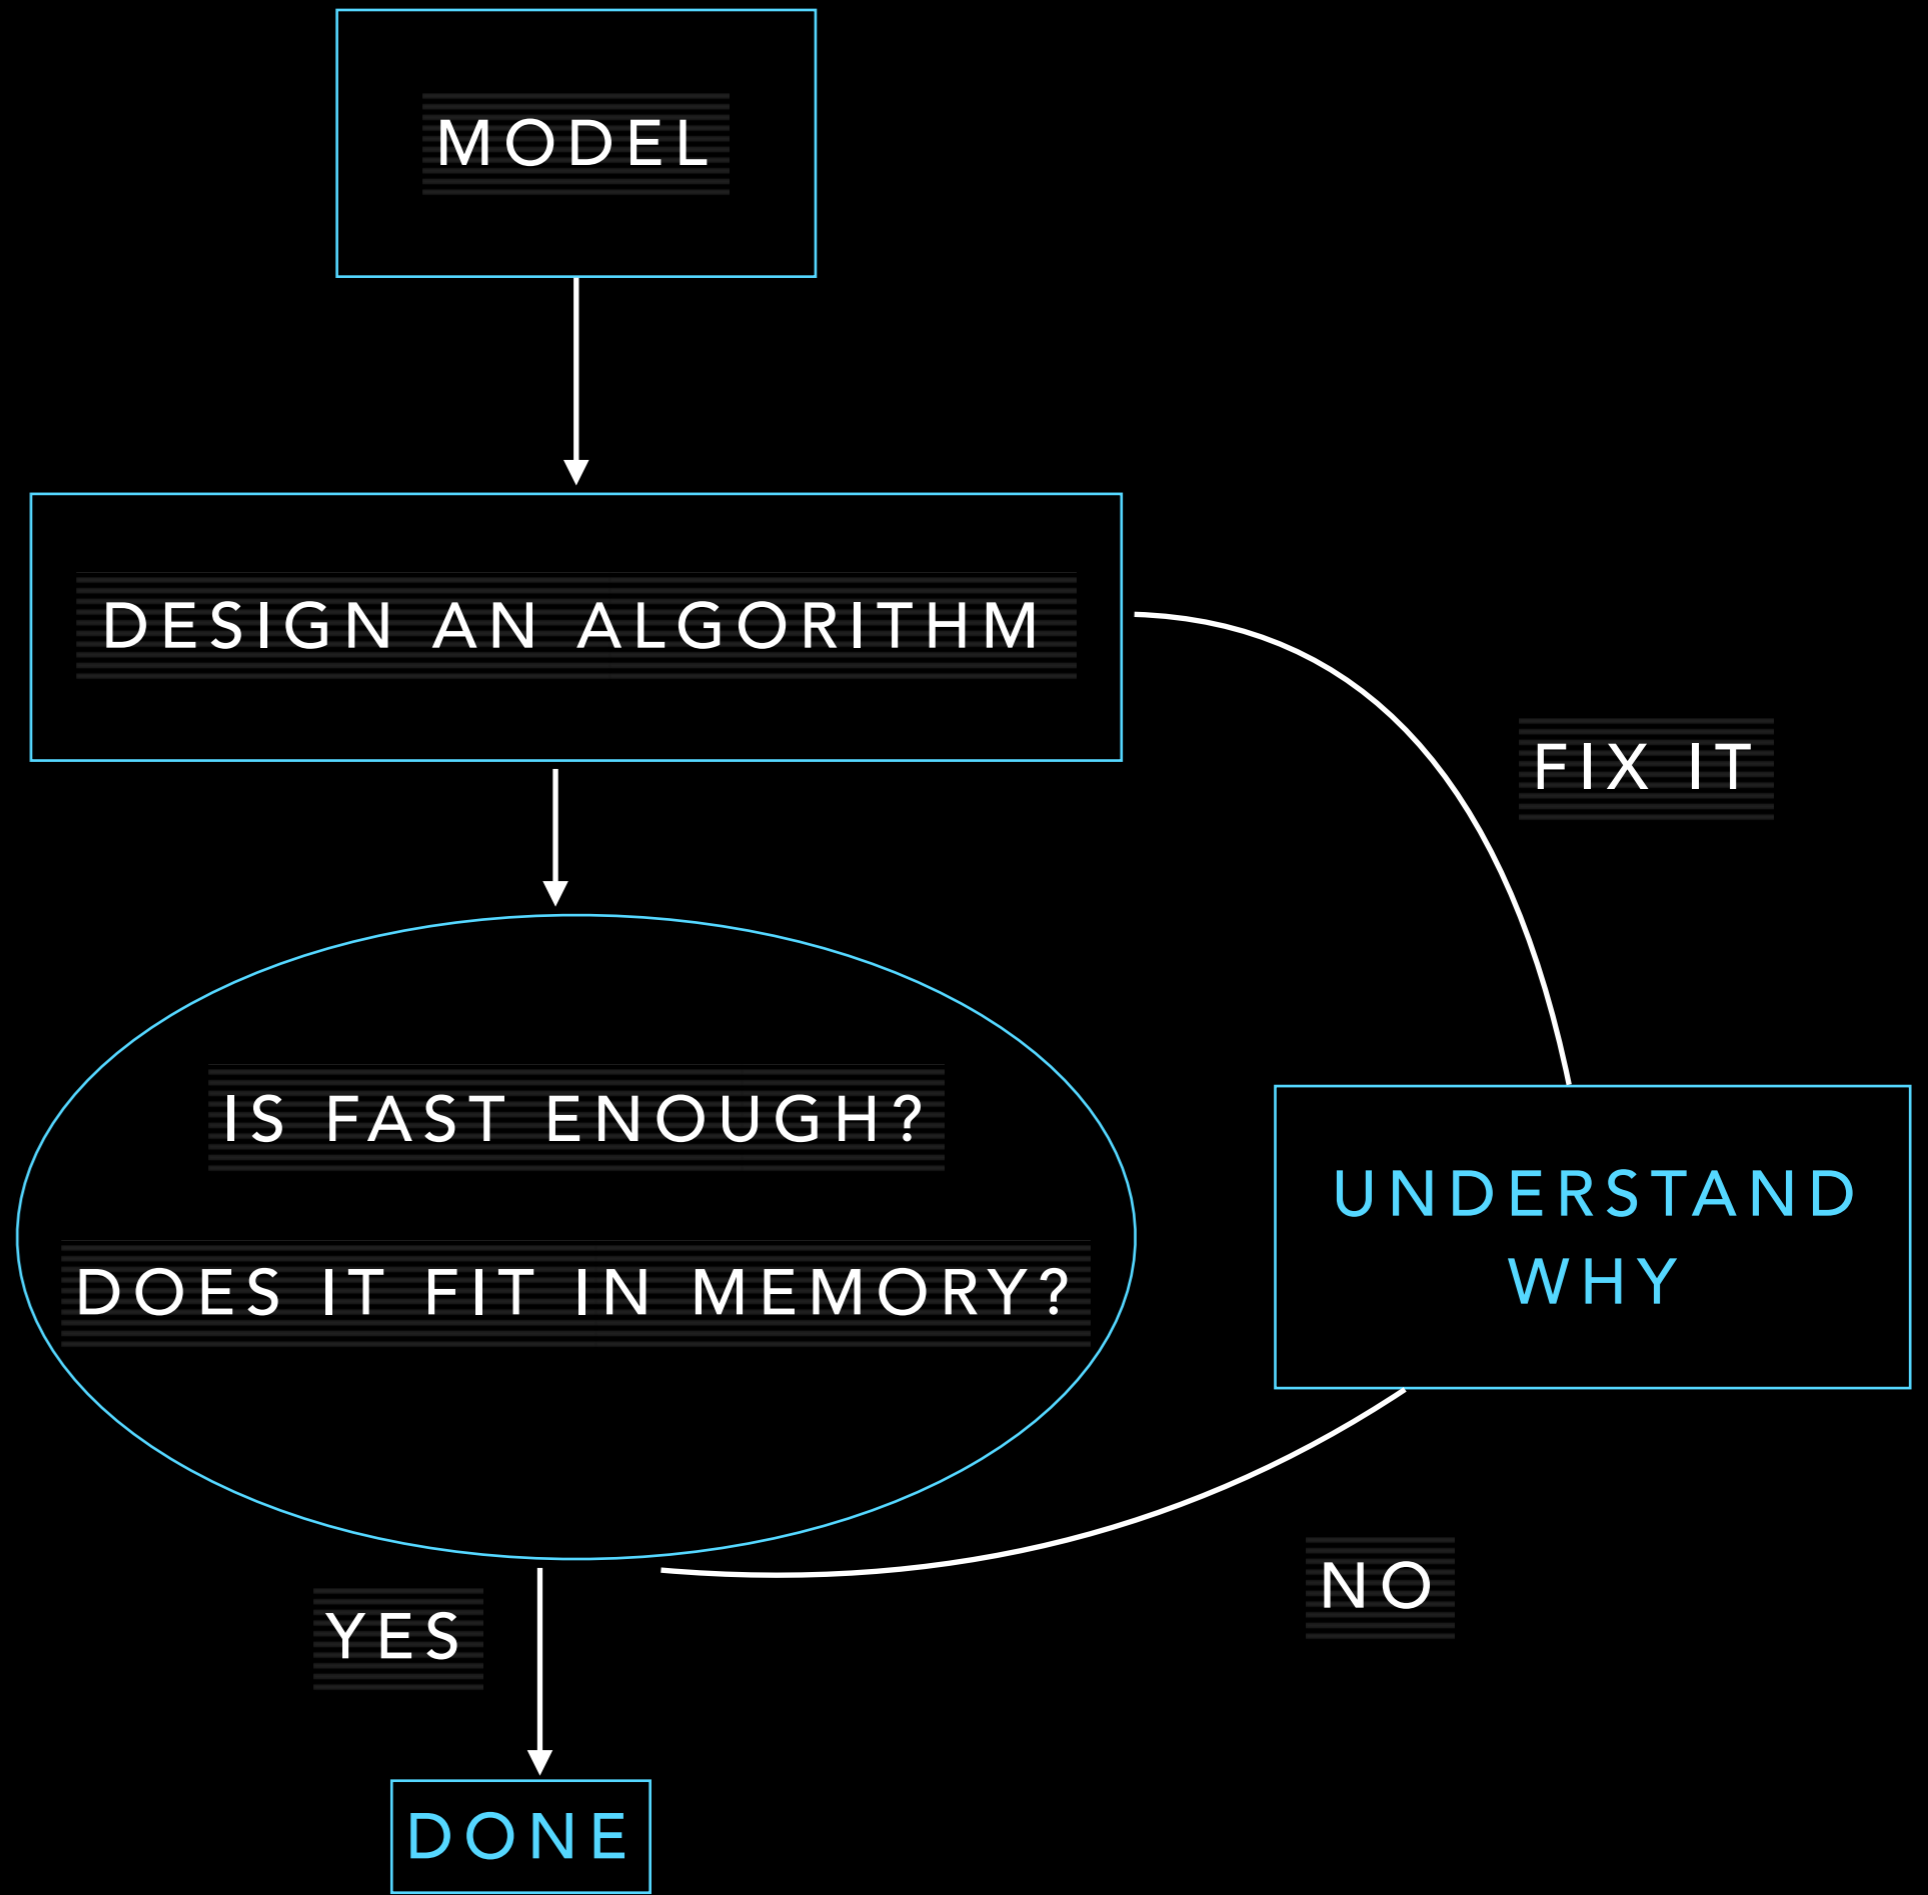 MODEL
DESIGN AN ALGORITHM
FIX IT
IS FAST ENOUGH?
DOES IT FIT IN MEMORY?
UNDERSTAND
WHY
NO
YES
DONE